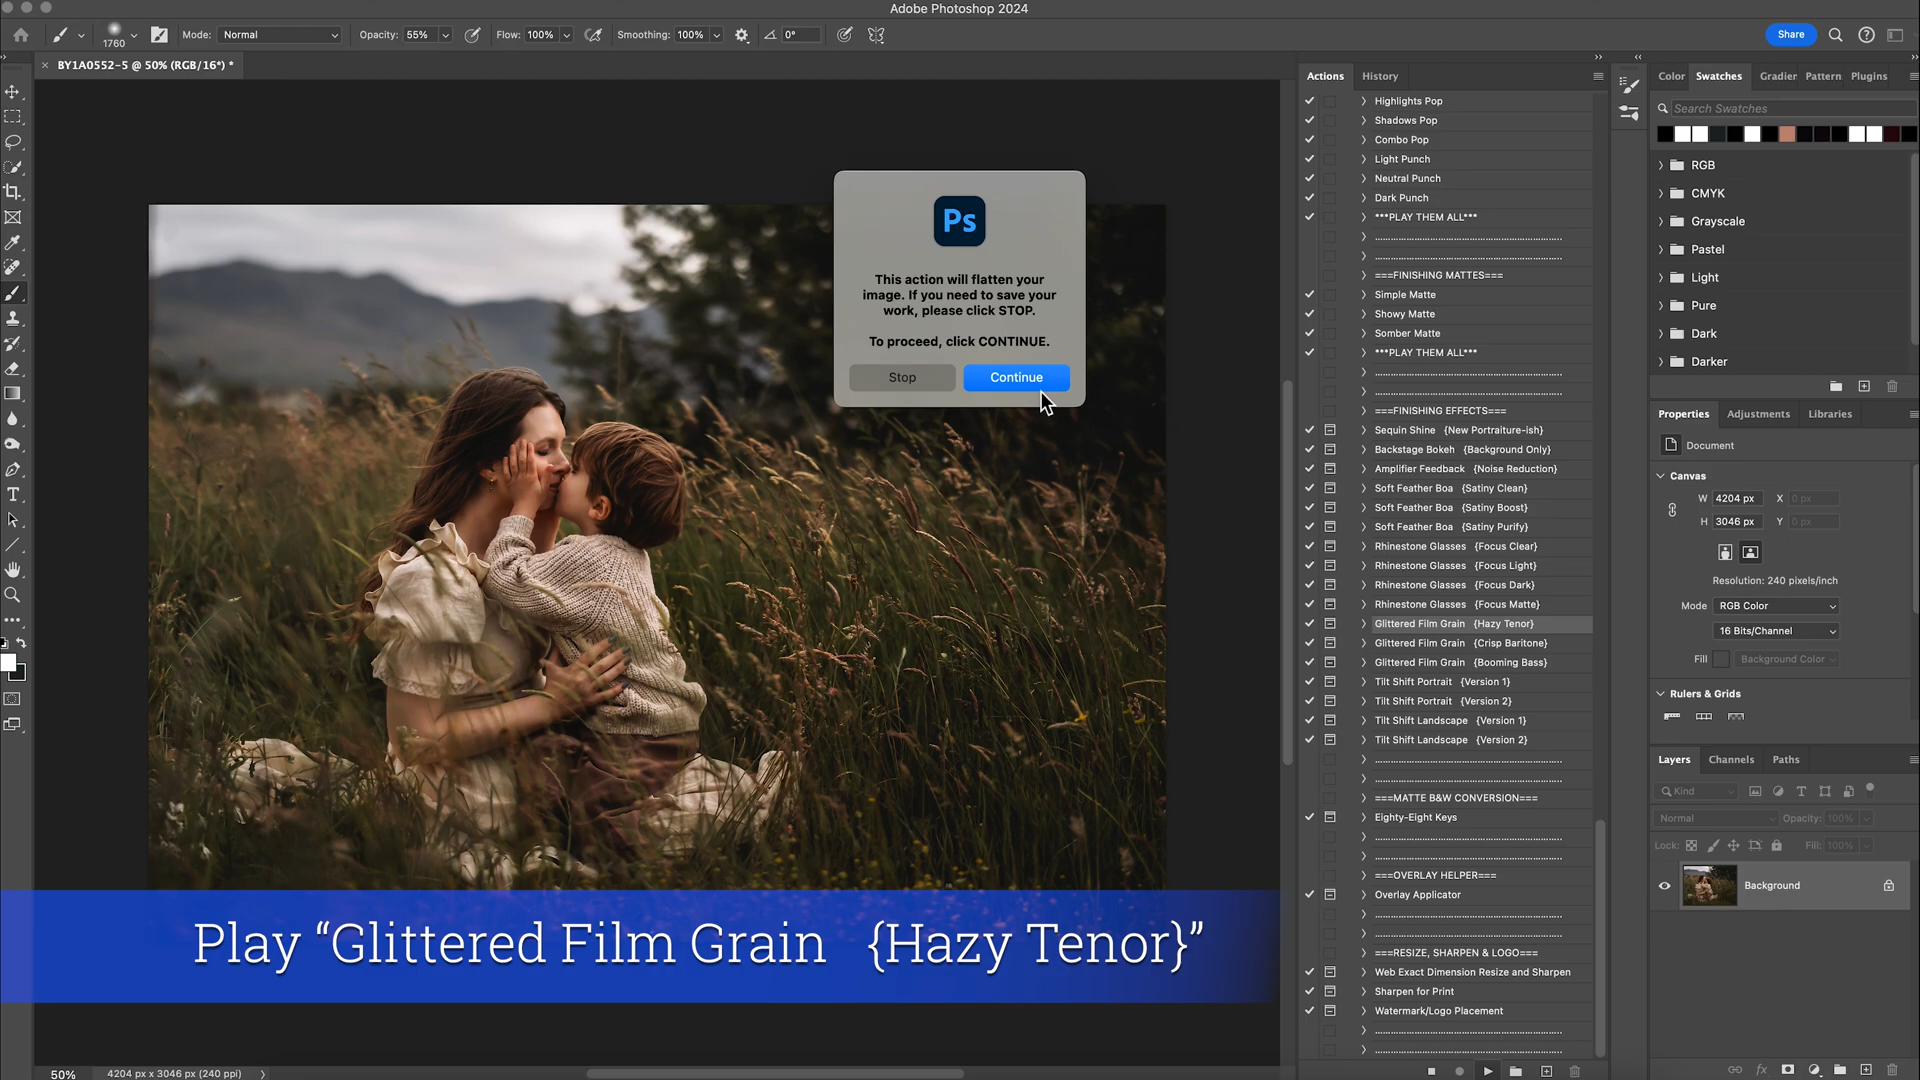 Adobe Photoshop 2024
1760
Mode: Normal
Opacity: 55%
Flow: 100%
Smoothing: 100%
0°
Share
BY1A0552-5 @ 50% (RGB/16*) *
Ps
This action will flatten your
image. If you need to save your
work, please click STOP.
To proceed, click CONTINUE.
Stop
Continue
Play “Glittered Film Grain {Hazy Tenor}”
50%
4204 px x 3046 px (240 ppi)
Actions
History
Highlights Pop
Shadows Pop
Combo Pop
Light Punch
Neutral Punch
Dark Punch
***PLAY THEM ALL***
===FINISHING MATTES===
Simple Matte
Showy Matte
Somber Matte
***PLAY THEM ALL***
===FINISHING EFFECTS===
Sequin Shine {New Portraiture-ish}
Backstage Bokeh {Background Only}
Amplifier Feedback {Noise Reduction}
Soft Feather Boa {Satiny Clean}
Soft Feather Boa {Satiny Boost}
Soft Feather Boa {Satiny Purify}
Rhinestone Glasses {Focus Clear}
Rhinestone Glasses {Focus Light}
Rhinestone Glasses {Focus Dark}
Rhinestone Glasses {Focus Matte}
Glittered Film Grain {Hazy Tenor}
Glittered Film Grain {Crisp Baritone}
Glittered Film Grain {Booming Bass}
Tilt Shift Portrait {Version 1}
Tilt Shift Portrait {Version 2}
Tilt Shift Landscape {Version 1}
Tilt Shift Landscape {Version 2}
===MATTE B&W CONVERSION===
Eighty-Eight Keys
===OVERLAY HELPER===
Overlay Applicator
===RESIZE, SHARPEN & LOGO===
Web Exact Dimension Resize and Sharpen
Sharpen for Print
Watermark/Logo Placement
Color
Swatches
Gradier
Pattern
Plugins
Search Swatches
RGB
CMYK
Grayscale
Pastel
Light
Pure
Dark
Darker
Properties
Adjustments
Libraries
Document
Canvas
W 4204 px X 0 px
H 3046 px Y 0 px
Resolution: 240 pixels/inch
Mode RGB Color
16 Bits/Channel
Fill Background Color
Rulers & Grids
Layers
Channels
Paths
Kind
Normal
Opacity: 100%
Lock:
Fill: 100%
Background
fx